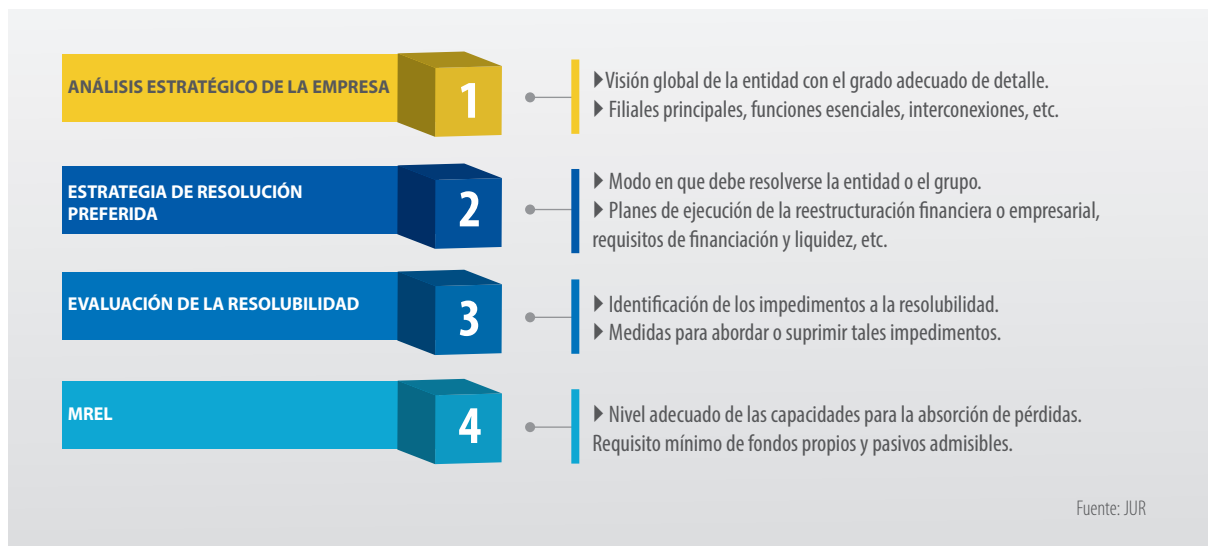 ANÁLISIS ESTRATÉGICO DE LA EMPRESA
1
▶Visión global de la entidad con el grado adecuado de detalle.
▶ Filiales principales, funciones esenciales, interconexiones, etc.
ESTRATEGIA DE RESOLUCIÓN
PREFERIDA
2
▶ Modo en que debe resolverse la entidad o el grupo.
▶ Planes de ejecución de la reestructuración financiera o empresarial,
requisitos de financiación y liquidez, etc.
EVALUACIÓN DE LA RESOLUBILIDAD
3
▶ Identificación de los impedimentos a la resolubilidad.
▶ Medidas para abordar o suprimir tales impedimentos.
MREL
4
▶ Nivel adecuado de las capacidades para la absorción de pérdidas.
Requisito mínimo de fondos propios y pasivos admisibles.
Fuente: JUR